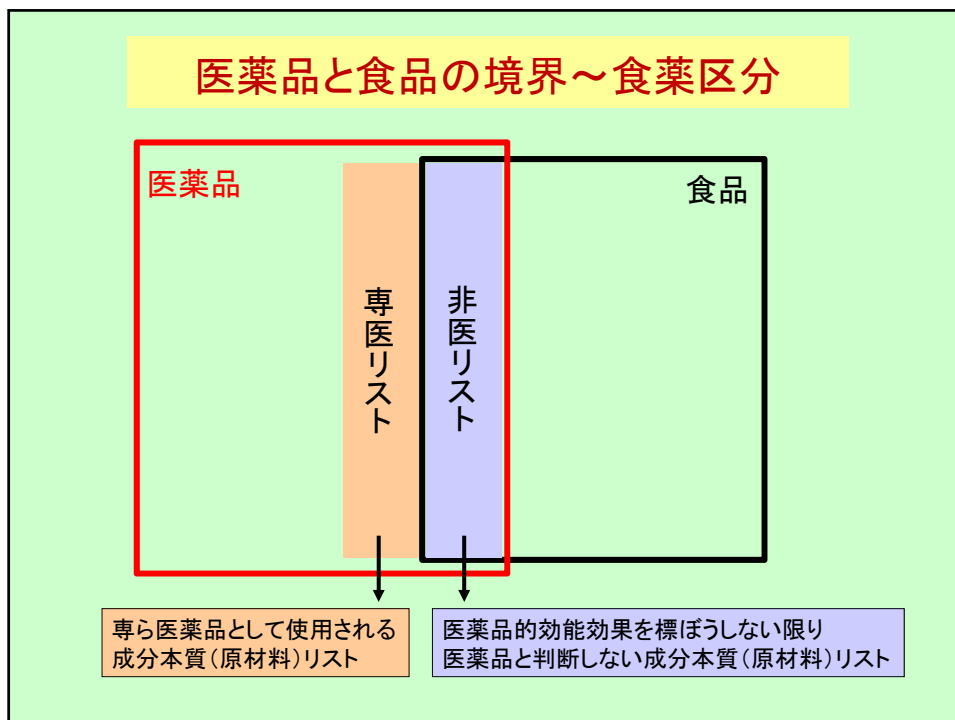 医薬品と食品の境界～食薬区分
医薬品
食品
専医リスト
非医リスト
専ら医薬品として使用される
成分本質(原材料)リスト
医薬品的効能効果を標ぼうしない限り
医薬品と判断しない成分本質(原材料)リスト